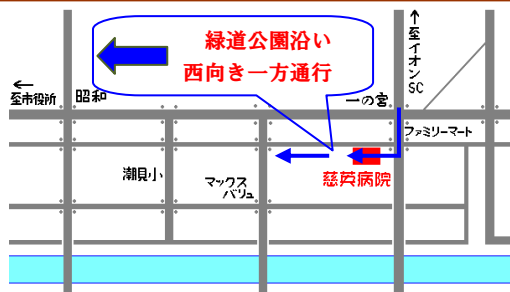 緑道公園沿い
西向き一方通行
至イオンSC
←
至市役所
昭和
一の宮
ファミリーマート
潮見小
マックス
バリュ
慈英病院